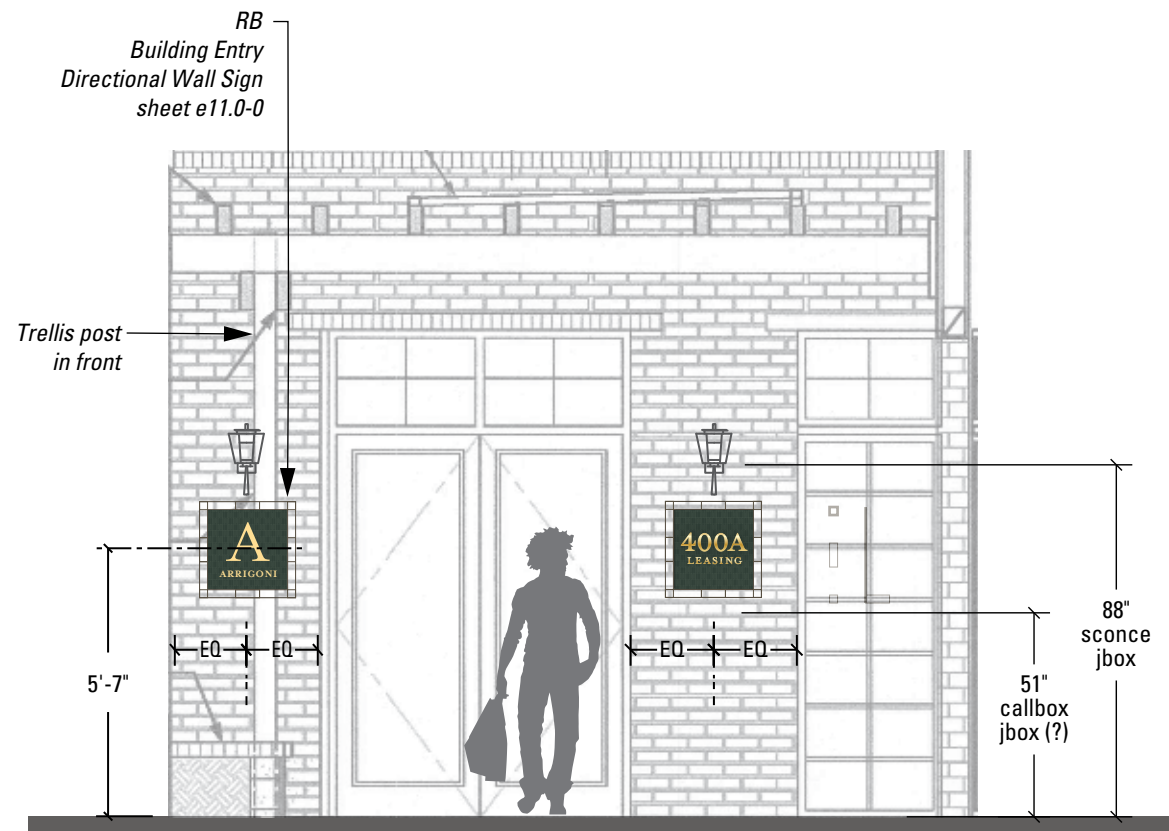 RB
Building Entry
Directional Wall Sign
sheet e11.0-0
Trellis post
in front
A
ARRIGONI
400A
LEASING
EQ
EQ
EQ
EQ
5'-7"
88"
sconce
jbox
51"
callbox
jbox (?)